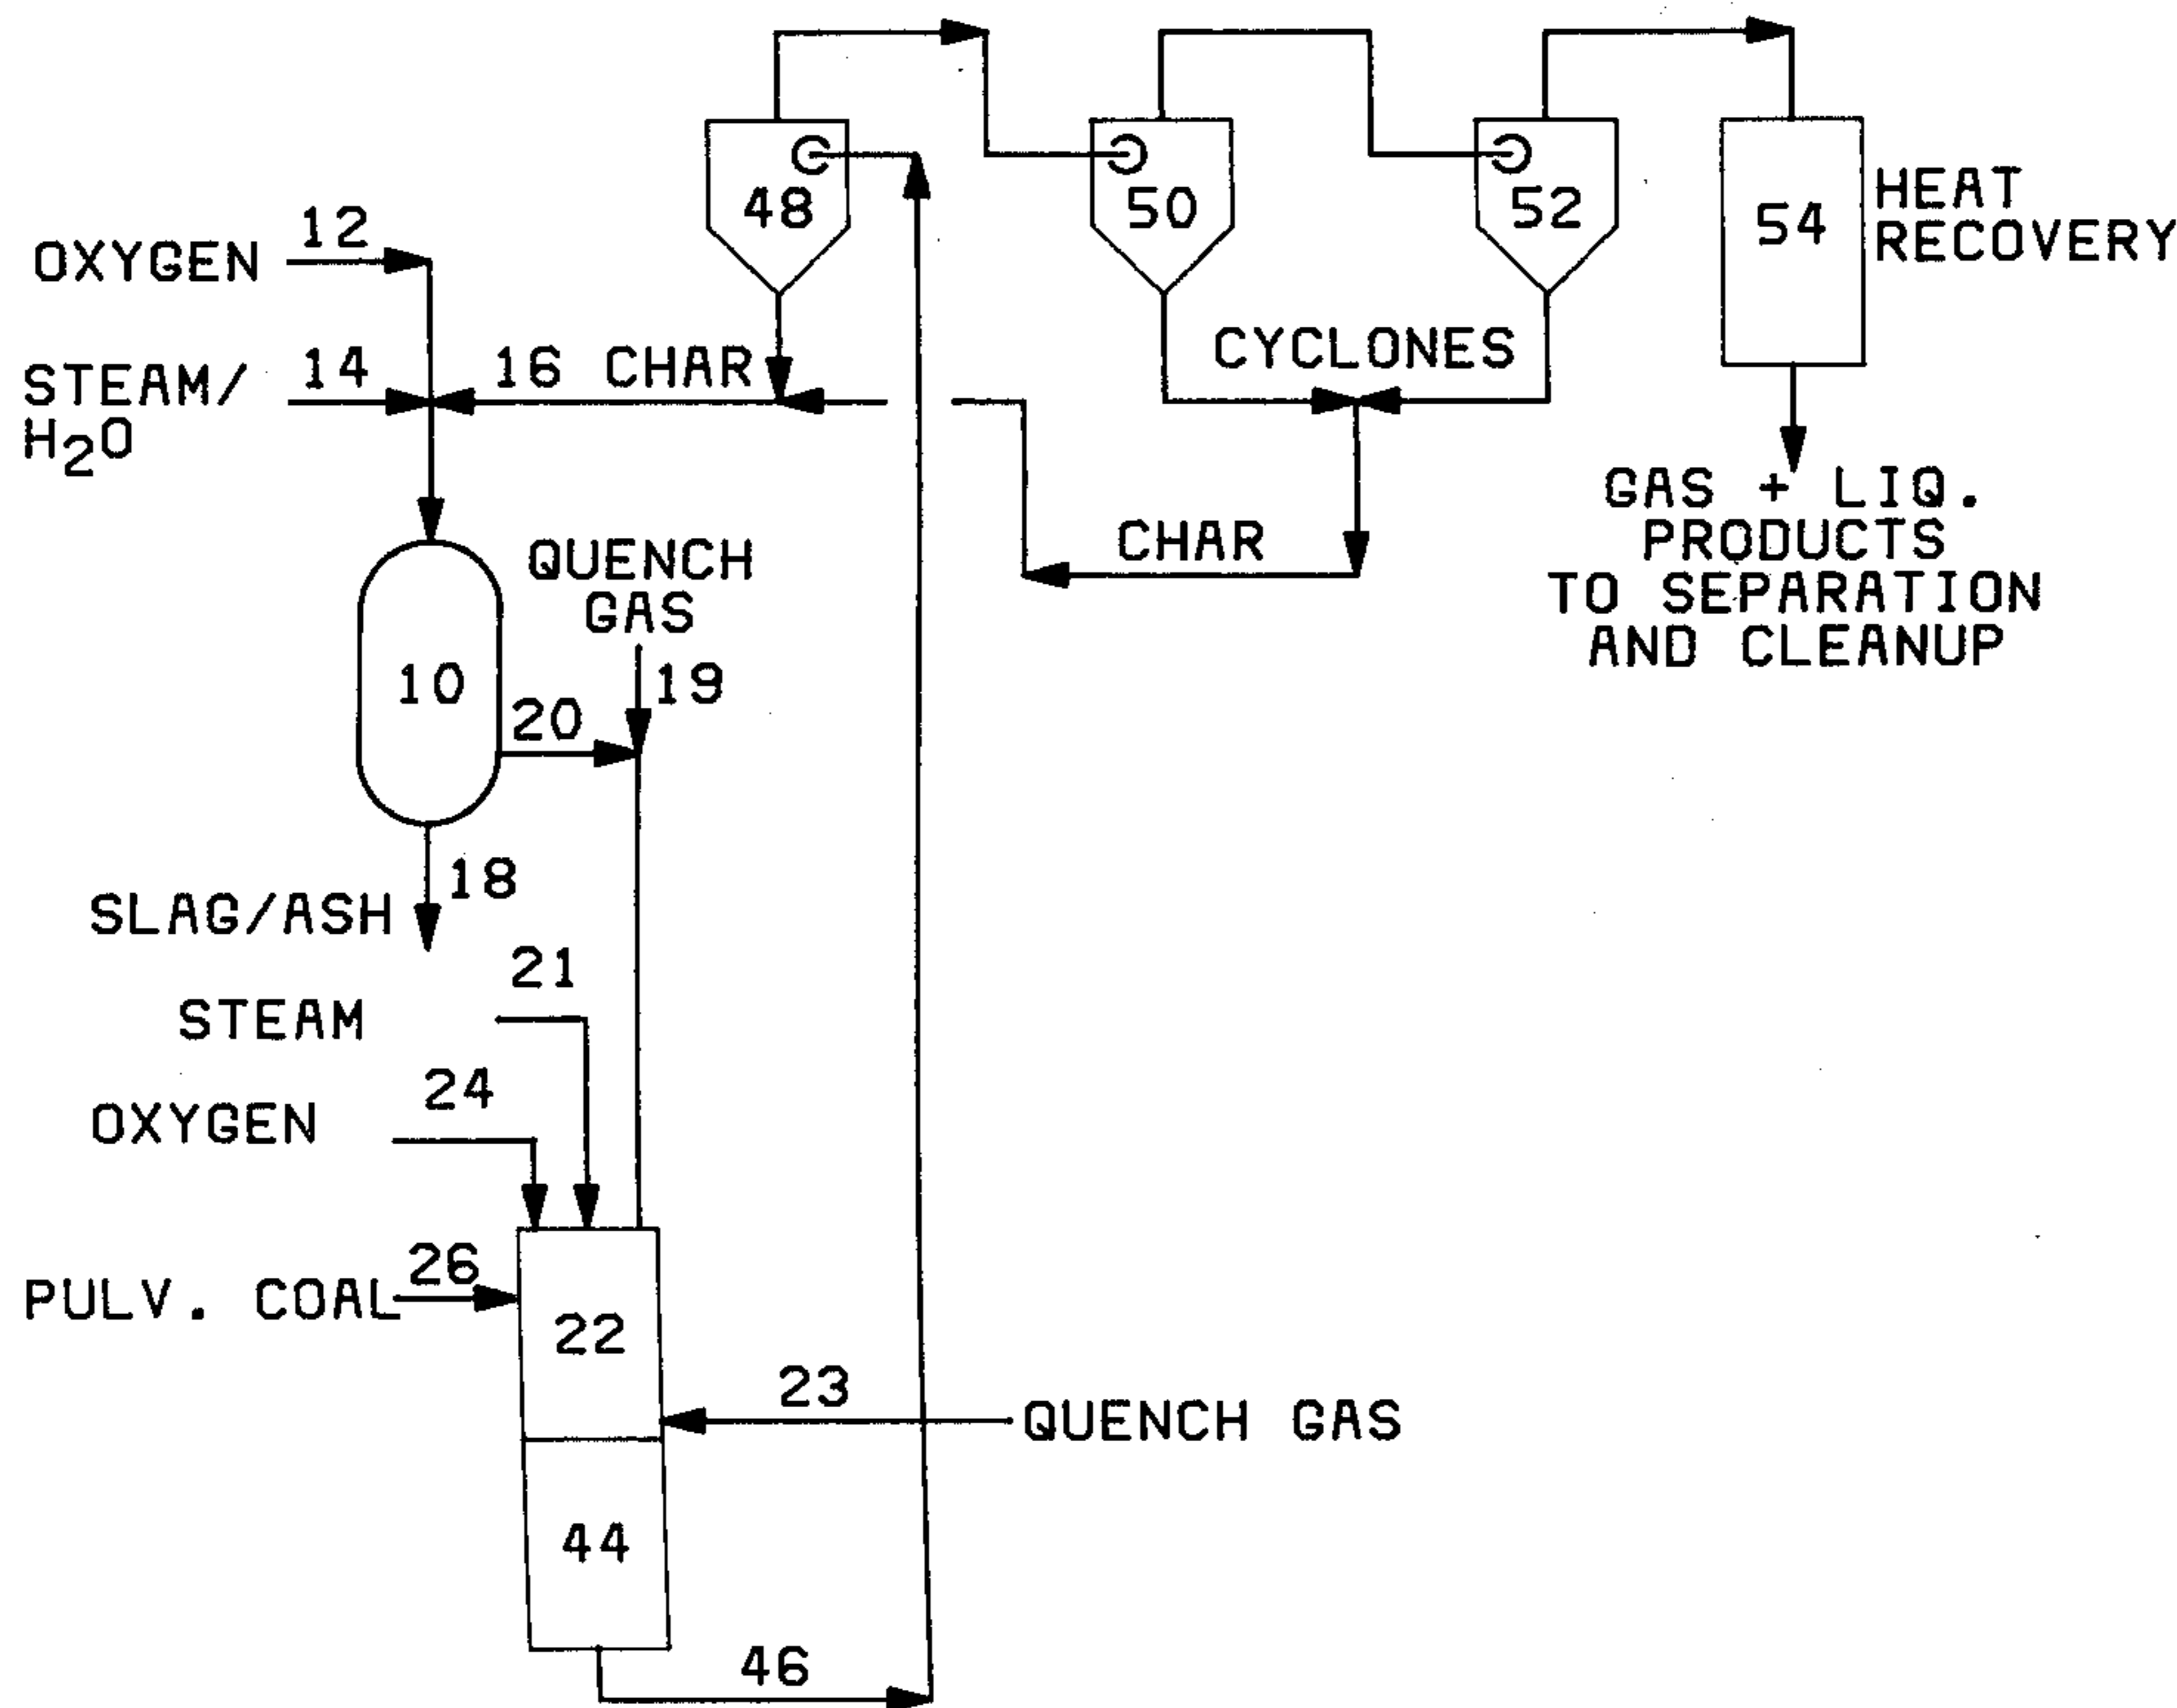 48
50
52
54
HEAT
RECOVERY
12
OXYGEN
14
STEAM/
H₂O
16 CHAR
CYCLONES
GAS + LIQ.
PRODUCTS
TO SEPARATION
AND CLEANUP
CHAR
QUENCH
GAS
10
19
20
18
SLAG/ASH
21
STEAM
24
OXYGEN
26
PULV. COAL
22
23
QUENCH GAS
44
46